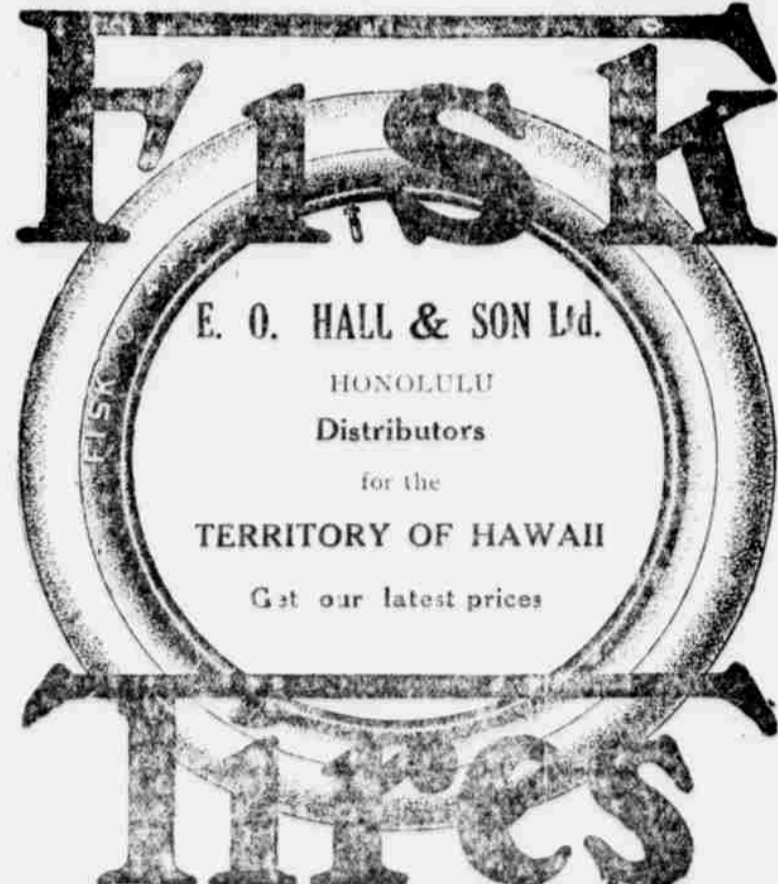 Fisk
E. O. HALL & SON Ltd.
HONOLULU
Distributors
for the
TERRITORY OF HAWAII
Get our latest prices
FISK
Tires